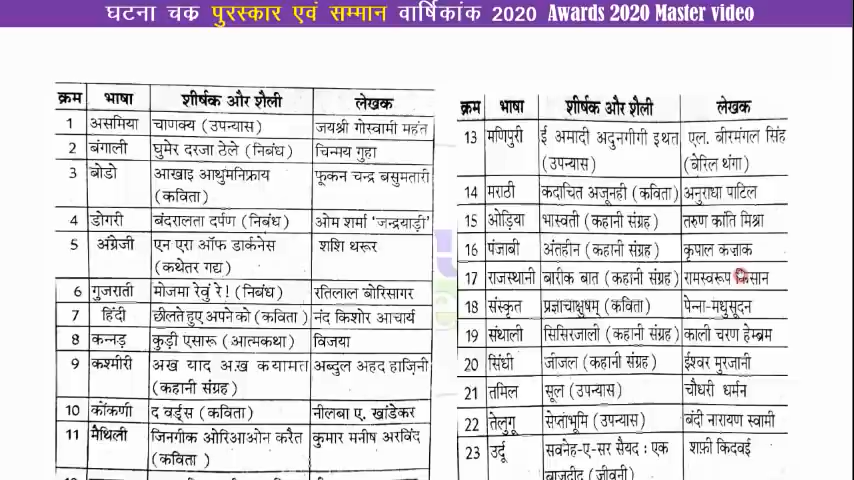 घटना चक्र पुरस्कार एवं सम्मान वार्षिकांक 2020 Awards 2020 Master video
क्रम भाषा शीर्षक और शैली लेखक
1 असमिया चाणक्य (उपन्यास) जयश्री गोस्वामी महंत
2 बंगाली घुमेर दरजा ठेले (निबंध) चिन्मय गुहा
3 बोडो आखाइ आथुमनिफ्राय फूकन चन्द्र बसुमतारी
(कविता)
4 डोगरी बंदरालता दर्पण (निबंध) ओम शर्मा 'जन्द्रयाड़ी'
5 अंग्रेजी एन एरा ऑफ डार्कनेस शशि थरूर
(कथेतर गद्य)
6 गुजराती मोजमा रेवुं रे! (निबंध) रतिलाल बोरिसागर
7 हिंदी छीलते हुए अपने को (कविता) नंद किशोर आचार्य
8 कन्नड़ कुड़ी एसारू (आत्मकथा) विजया
9 कश्मीरी अख याद अख़ कयामत अब्दुल अहद हाज़िनी
(कहानी संग्रह)
10 कोंकणी द वर्ड्स (कविता) नीलबा ए. खांडेकर
11 मैथिली जिनगीक ओरिआओन करैत कुमार मनीष अरविंद
(कविता )
क्रम भाषा शीर्षक और शैली लेखक
13 मणिपुरी ई अमादी अदुनगीगी इथत एल. बीरमंगल सिंह
(उपन्यास) (बेरिल थंगा)
14 मराठी कदाचित अजूनही (कविता) अनुराधा पाटिल
15 ओड़िया भास्वती (कहानी संग्रह) तरुण कांति मिश्रा
16 पंजाबी अंतहीन (कहानी संग्रह) कृपाल कज़ाक
17 राजस्थानी बारीक बात (कहानी संग्रह) रामस्वरूप किसान
18 संस्कृत प्रज्ञाचाक्षुषम् (कविता) पेन्ना-मधुसूदन
19 संथाली सिसिरजाली (कहानी संग्रह) काली चरण हेम्ब्रम
20 सिंधी जीजल (कहानी संग्रह) ईश्वर मुरजानी
21 तमिल सूल (उपन्यास) चौधरी धर्मन
22 तेलुगू सेप्ताभूमि (उपन्यास) बंदी नारायण स्वामी
23 उर्दू सवनेह-ए-सर सैयद : एक शाफ़ी किदवई
बाजदीद (जीवनी)